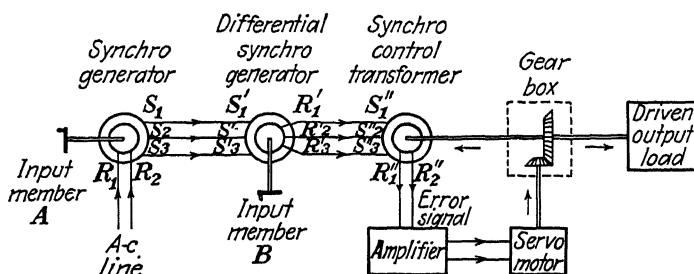 Synchro
generator
Differential
synchro
generator
Synchro
control
transformer
Gear
box
S1
S2
S3
S'1
S'2
S'3
R'1
R'2
R'3
S"1
S"2
S"3
Driven
output
load
Input
member
A
R1 R2
A-c.
line
Input
member
B
R"1 R"2
Error
signal
Amplifier
Servo
motor